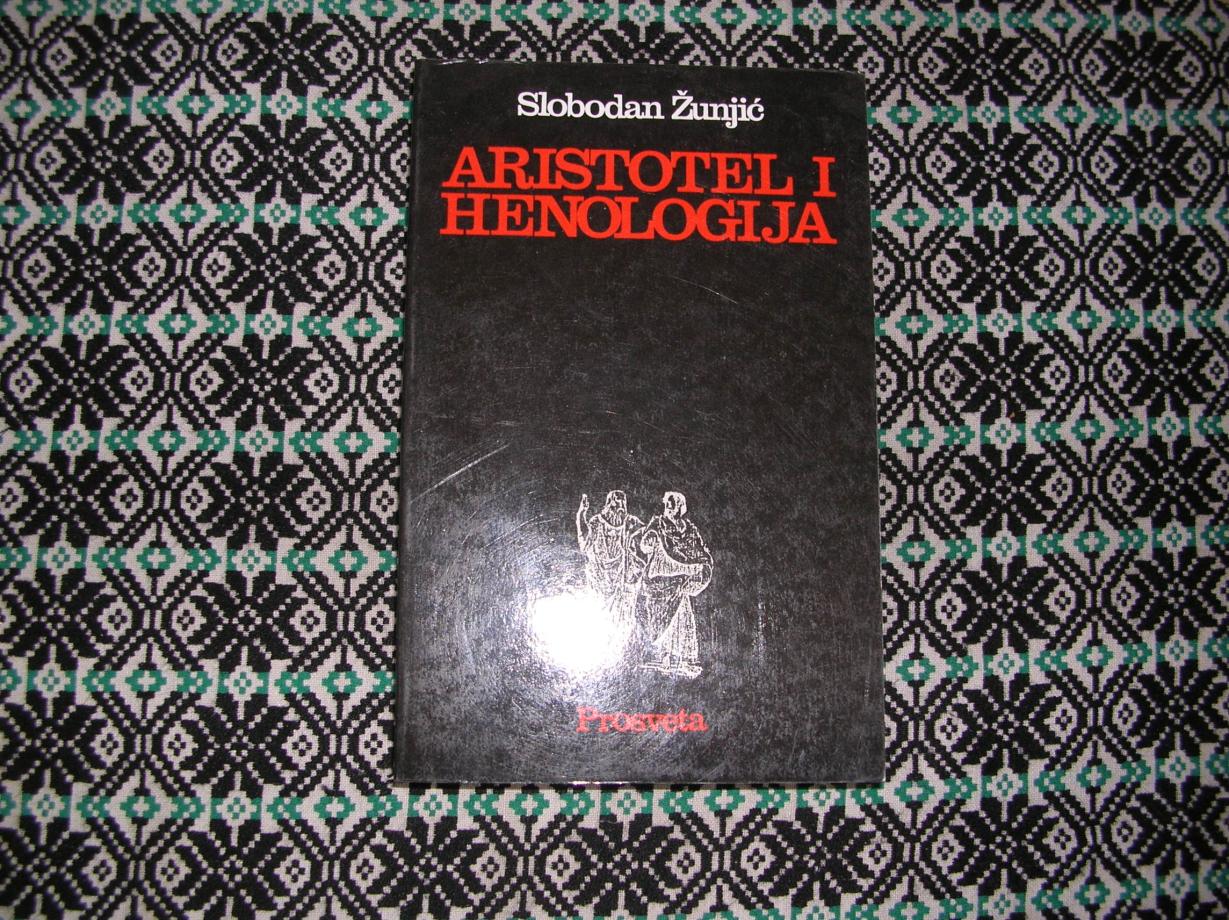 Slobodan Žunjić
ARISTOTEL I
HENOLOGIJA
Prosveta